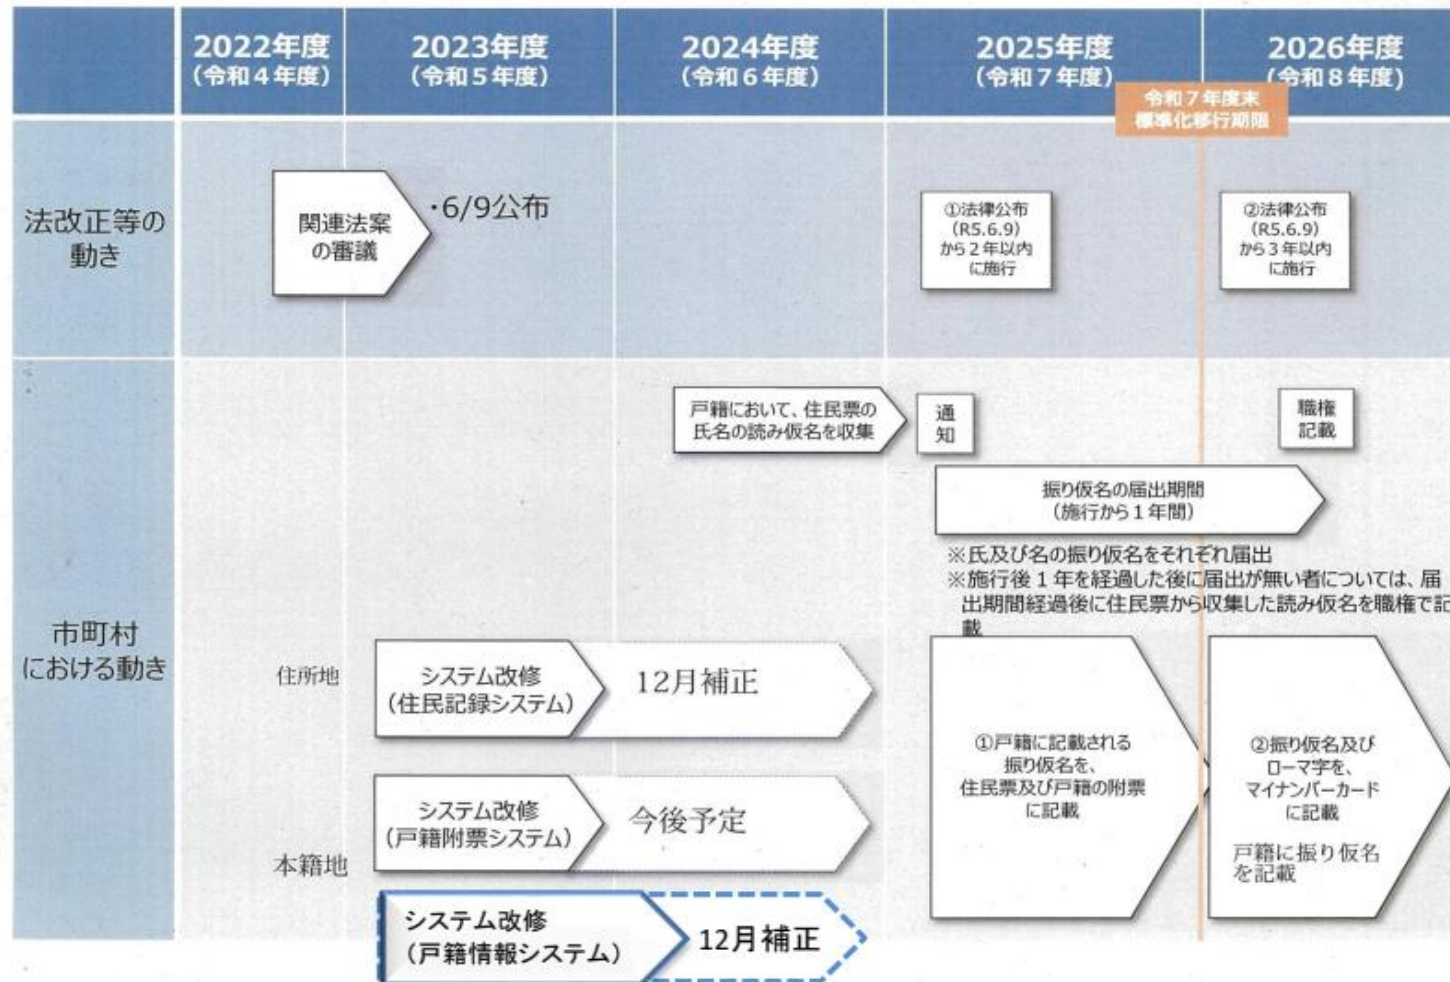 2022年度
(令和4年度)
2023年度
(令和5年度)
2024年度
(令和6年度)
2025年度
(令和7年度)
2026年度
(令和8年度)
令和7年度末
標準化移行期限
法改正等の
動き
関連法案
の審議
・6/9公布
①法律公布
(R5.6.9)
から2年以内
に施行
②法律公布
(R5.6.9)
から3年以内
に施行
市町村
における動き
戸籍において、住民票の
氏名の読み仮名を収集
通
知
職権
記載
振り仮名の届出期間
(施行から1年間)
※氏及び名の振り仮名をそれぞれ届出
※施行後1年を経過した後に届出が無い者については、届
出期間経過後に住民票から収集した読み仮名を職権で記
載
住所地
システム改修
(住民記録システム)
12月補正
本籍地
システム改修
(戸籍附票システム)
今後予定
システム改修
(戸籍情報システム)
12月補正
①戸籍に記載される
振り仮名を、
住民票及び戸籍の附票
に記載
②振り仮名及び
ローマ字を、
マイナンバーカード
に記載
戸籍に振り仮名
を記載